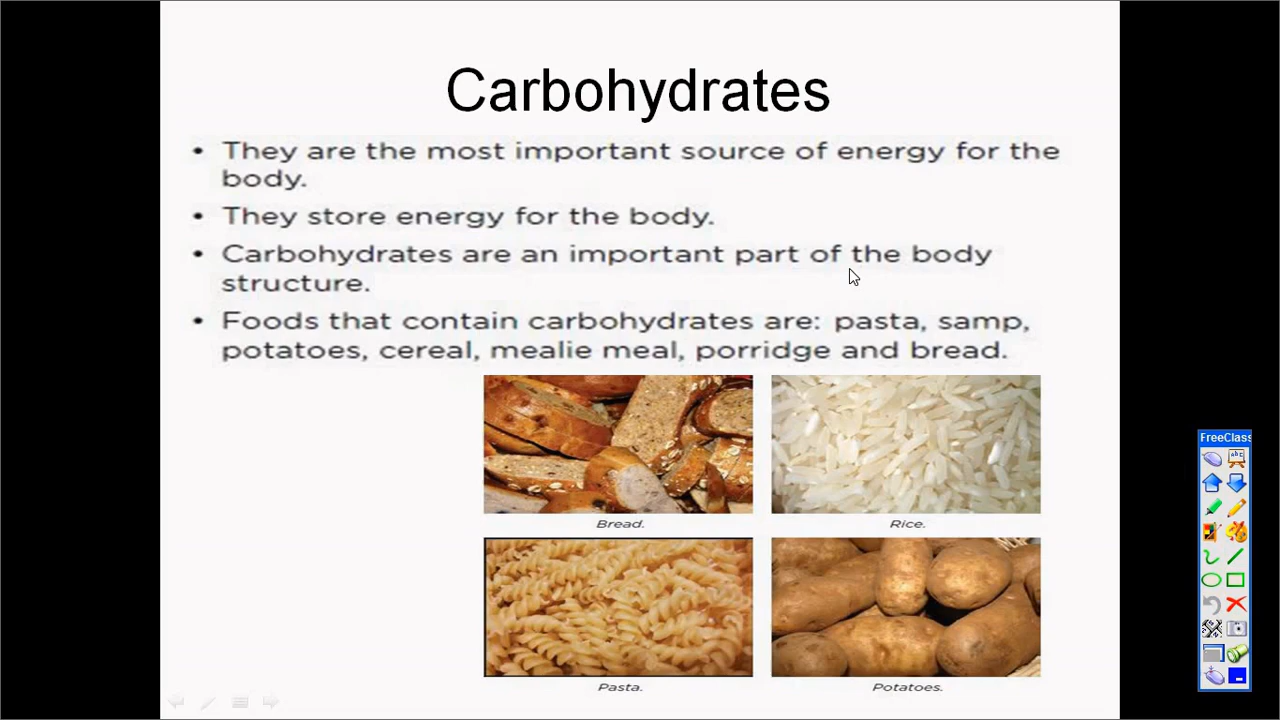 Carbohydrates
• They are the most important source of energy for the
body.
• They store energy for the body.
• Carbohydrates are an important part of the body
structure.
• Foods that contain carbohydrates are: pasta, samp,
potatoes, cereal, mealie meal, porridge and bread.
Bread.
Rice.
Pasta.
Potatoes.
FreeClass